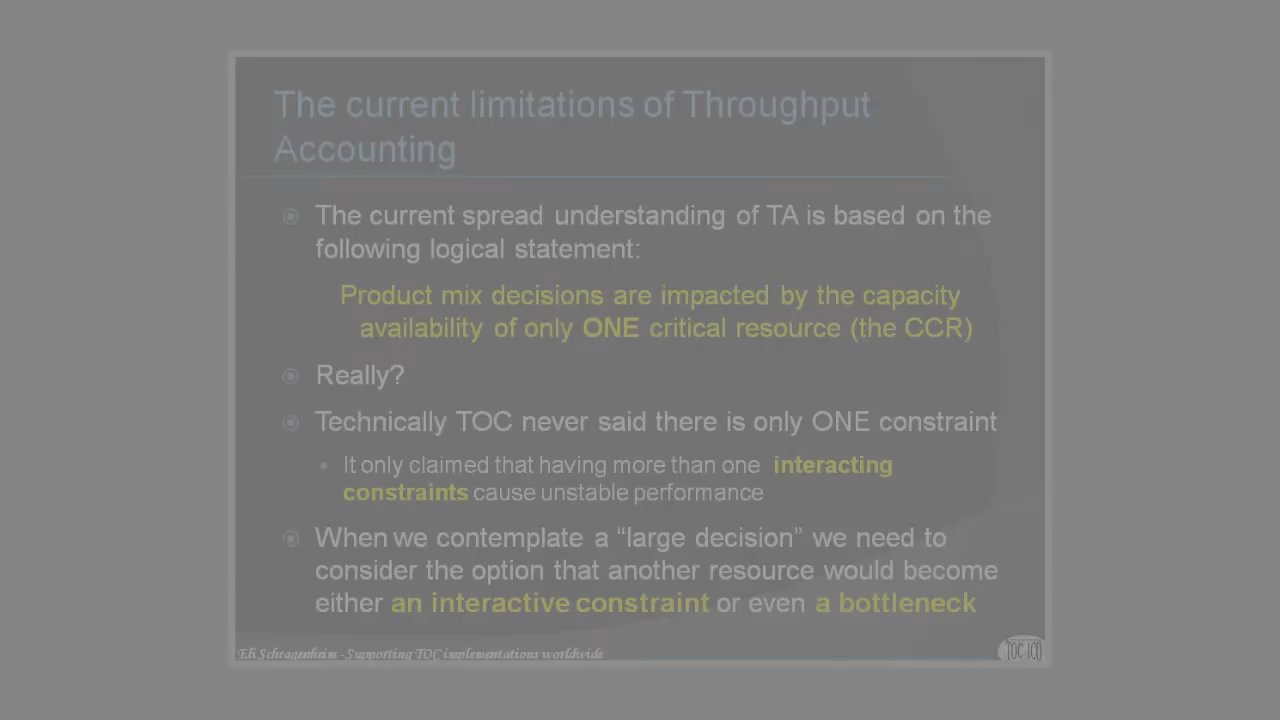 The current limitations of Throughput
Accounting
The current spread understanding of TA is based on the
following logical statement:
Product mix decisions are impacted by the capacity
availability of only ONE critical resource (the CCR)
Really?
Technically TOC never said there is only ONE constraint
It only claimed that having more than one interacting
constraints cause unstable performance
When we contemplate a “large decision” we need to
consider the option that another resource would become
either an interactive constraint or even a bottleneck
Eli Schragenheim - Supporting TOC implementations worldwide
TOC ICO